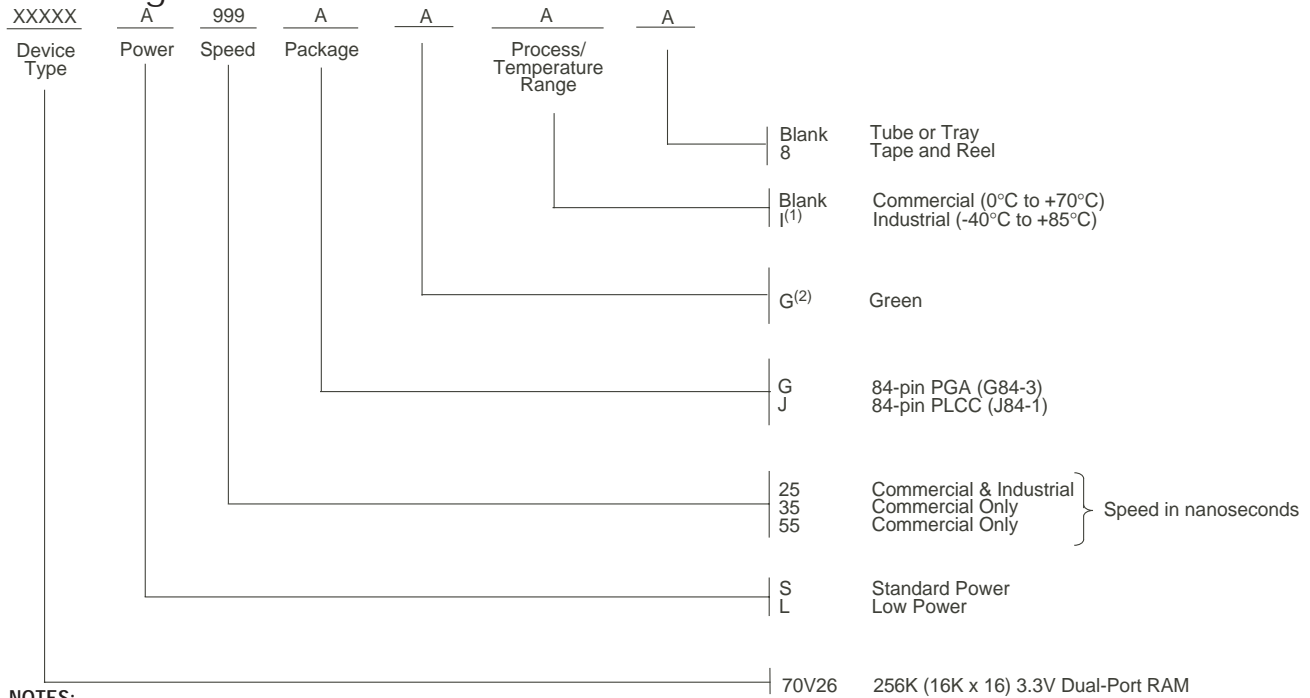 XXXXX A 999 A A A A
Device Type
Power
Speed
Package
Process/
Temperature
Range
Blank Tube or Tray
8 Tape and Reel
Blank Commercial (0°C to +70°C)
I(1) Industrial (-40°C to +85°C)
G(2) Green
G 84-pin PGA (G84-3)
J 84-pin PLCC (J84-1)
25 Commercial & Industrial
35 Commercial Only
55 Commercial Only
Speed in nanoseconds
S Standard Power
L Low Power
70V26 256K (16K x 16) 3.3V Dual-Port RAM
NOTES: